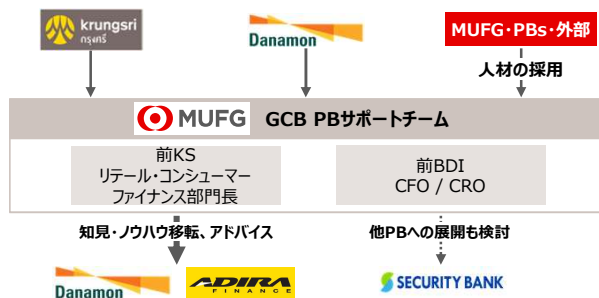 krungsri
กรุงศรี
Danamon
MUFG・PBs・外部
人材の採用
MUFG GCB PBサポートチーム
前KS
リテール・コンシューマー
ファイナンス部門長
前BDI
CFO / CRO
知見・ノウハウ移転、アドバイス
他PBへの展開も検討
Danamon
ADIRA
FINANCE
SECURITY BANK